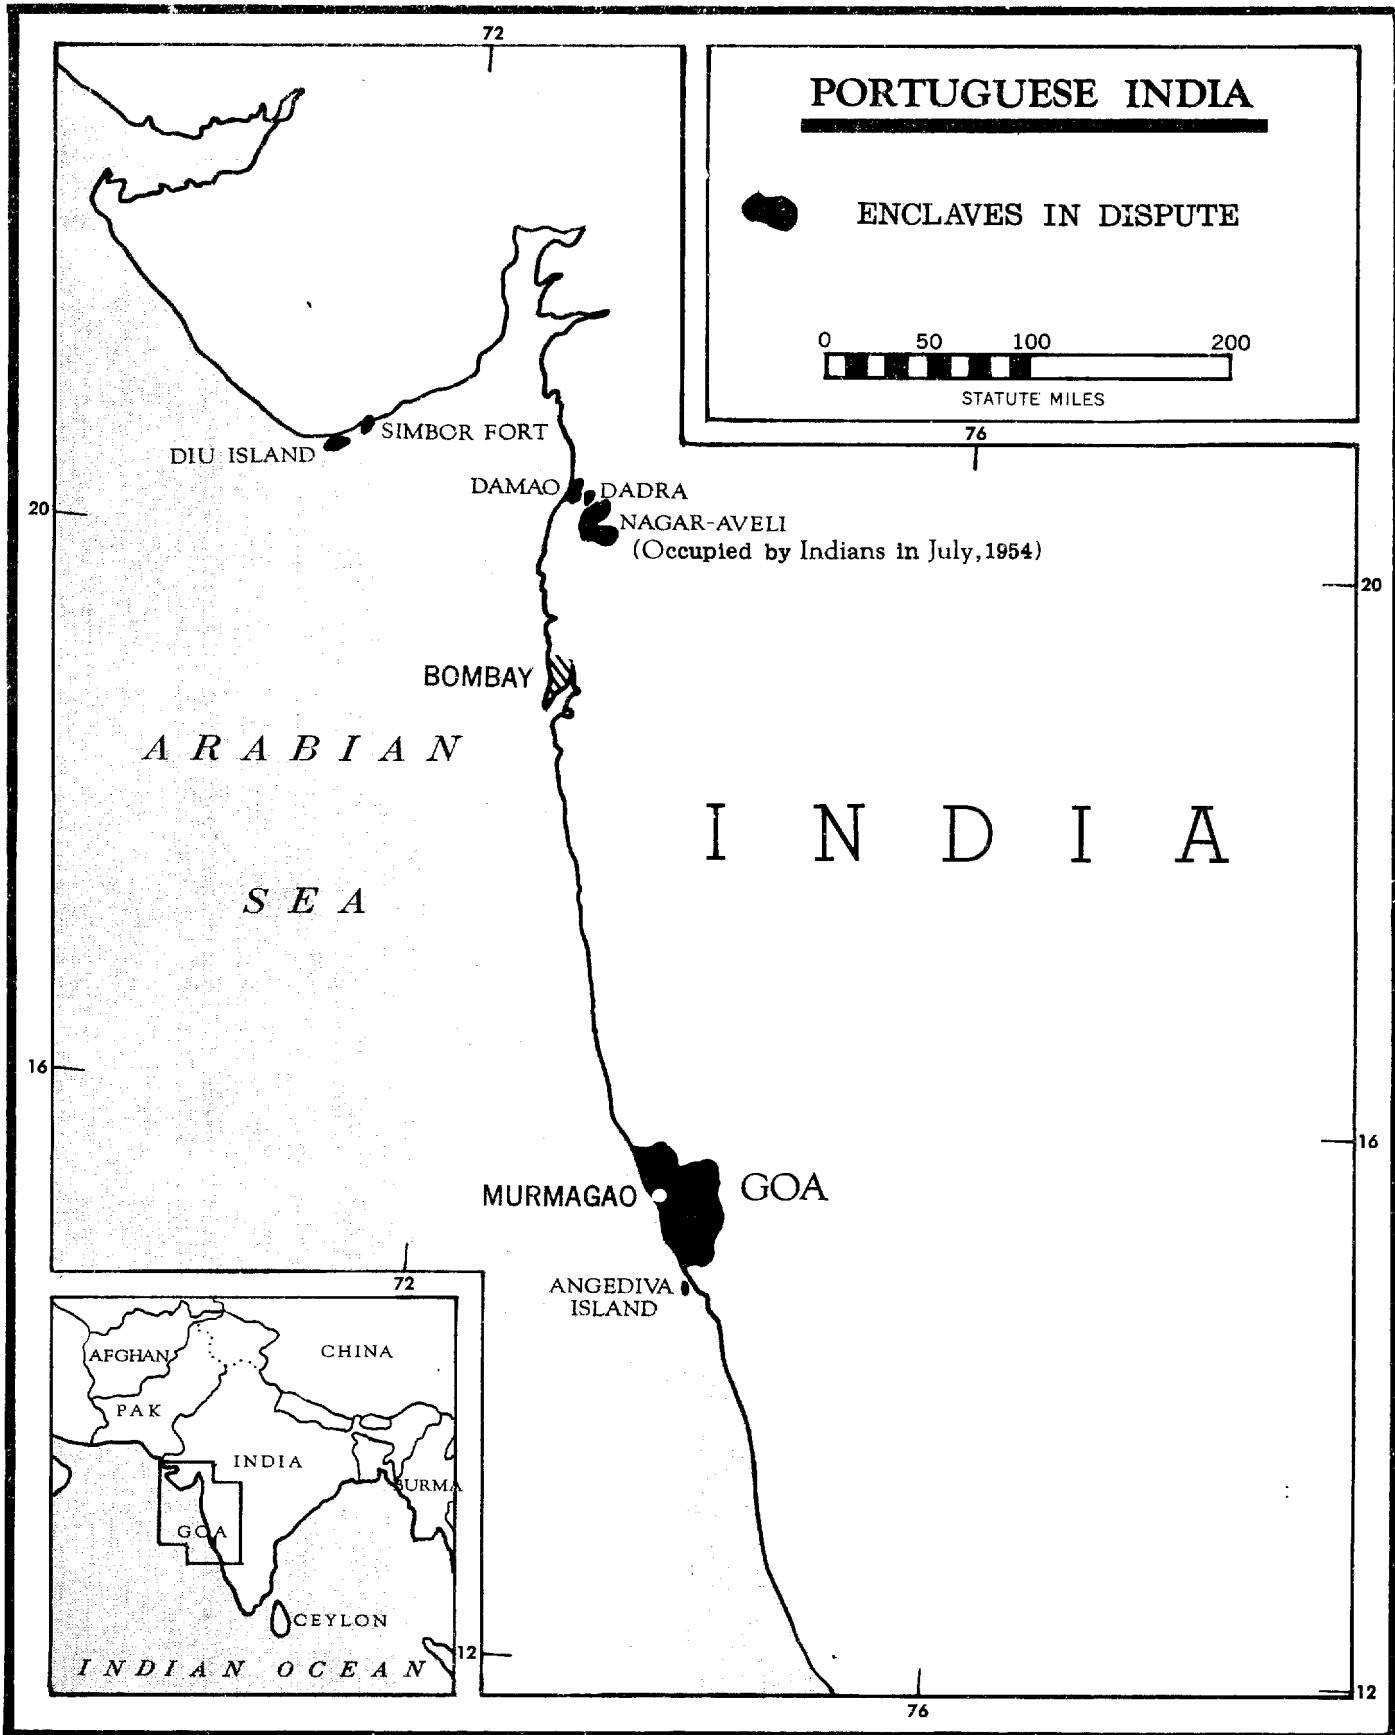 72
PORTUGUESE INDIA
ENCLAVES IN DISPUTE
0 50 100 200
STATUTE MILES
76
SIMBOR FORT
DIU ISLAND
DAMAO
DADRA
20
NAGAR-AVELI
(Occupied by Indians in July, 1954)
20
BOMBAY
ARABIAN
SEA
INDIA
16
16
MURMAGAO
GOA
ANGEDIVA
ISLAND
72
AFGHAN
CHINA
PAK
INDIA
BURMA
GOA
CEYLON
INDIAN OCEAN
12
12
76